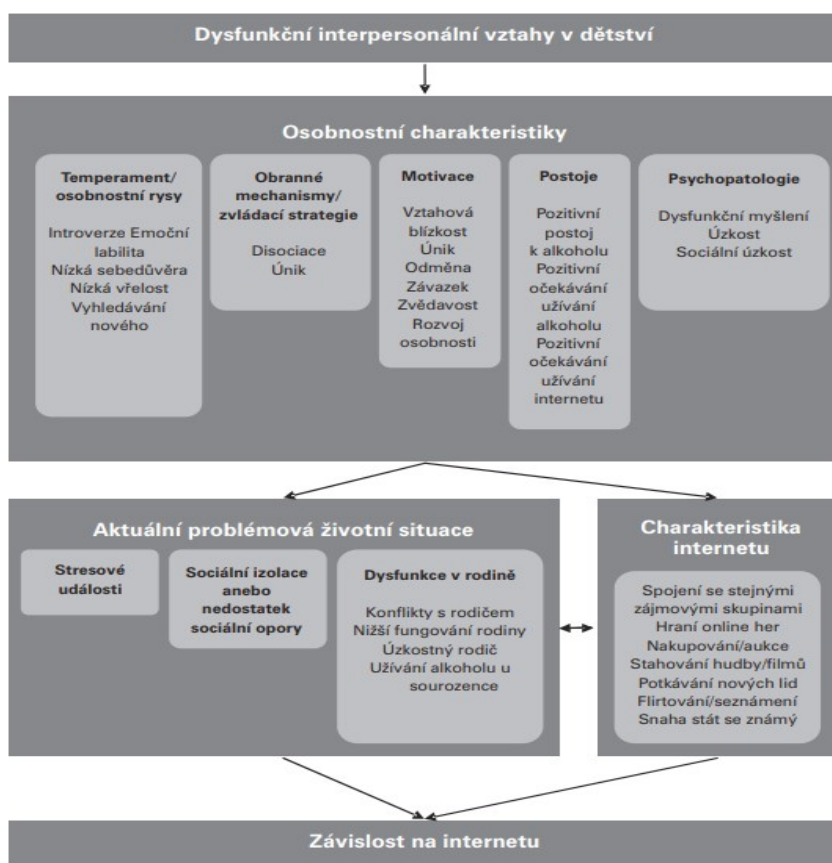 Dysfunkční interpersonální vztahy v dětství
Osobnostní charakteristiky
Temperament/
osobnostní rysy
Introverze Emoční
labilita
Nízká sebedůvěra
Nízká vřelost
Vyhledávání
nového
Obranné
mechanismy/
zvládací strategie
Disociace
Únik
Motivace
Vztahová
blízkost
Únik
Odměna
Závazek
Zvědavost
Rozvoj
osobnosti
Postoje
Pozitivní
postoj
k alkoholu
Pozitivní
očekávání
užívání
alkoholu
Pozitivní
očekávání
užívání
internetu
Psychopatologie
Dysfunkční myšlení
Úzkost
Sociální úzkost
Aktuální problémová životní situace
Stresové
události
Sociální izolace
anebo
nedostatek
sociální opory
Dysfunkce v rodině
Konflikty s rodičem
Nižší fungování rodiny
Úzkostný rodič
Užívání alkoholu u
sourozence
Charakteristika
internetu
Spojení se stejnými
zájmovými skupinami
Hraní online her
Nakupování/aukce
Stahování hudby/filmů
Potkávání nových lid
Flirtování/seznámení
Snaha stát se známý
Závislost na internetu